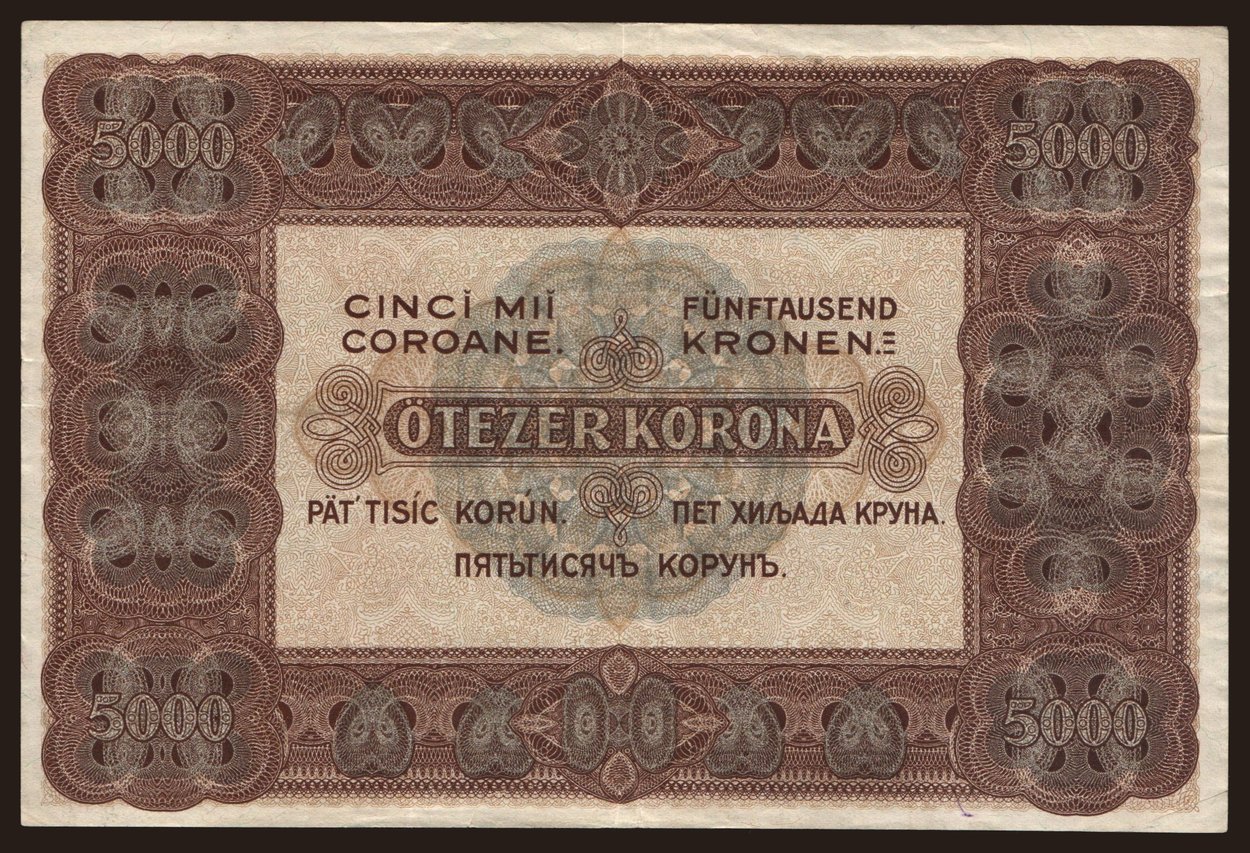 5000 5000
CINCĬ MIĬ
COROANE.
FÜNFTAUSEND
KRONEN.
ÖTEZER KORONA
PÄŤ TISÍC KORÚN.
ПЕТ ХИЉАДА КРУНА.
ПЯТЬТИСЯЧЪ КОРУНЪ.
5000 5000